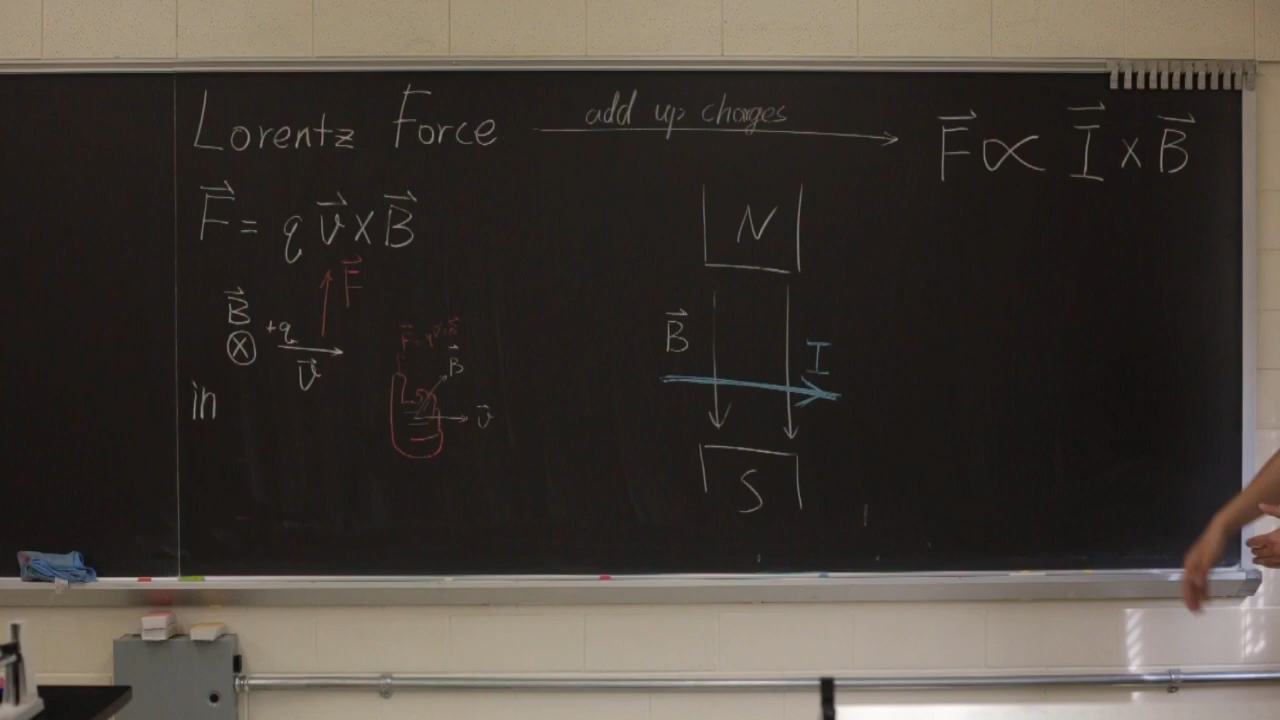 Lorentz Force
add up charges
F⃗ ∝ I⃗ × B⃗
F⃗ = q v⃗ × B⃗
F⃗
B⃗
+q
v⃗
in
F⃗ = q v⃗ × B⃗
B⃗
v⃗
N
B⃗
I
S